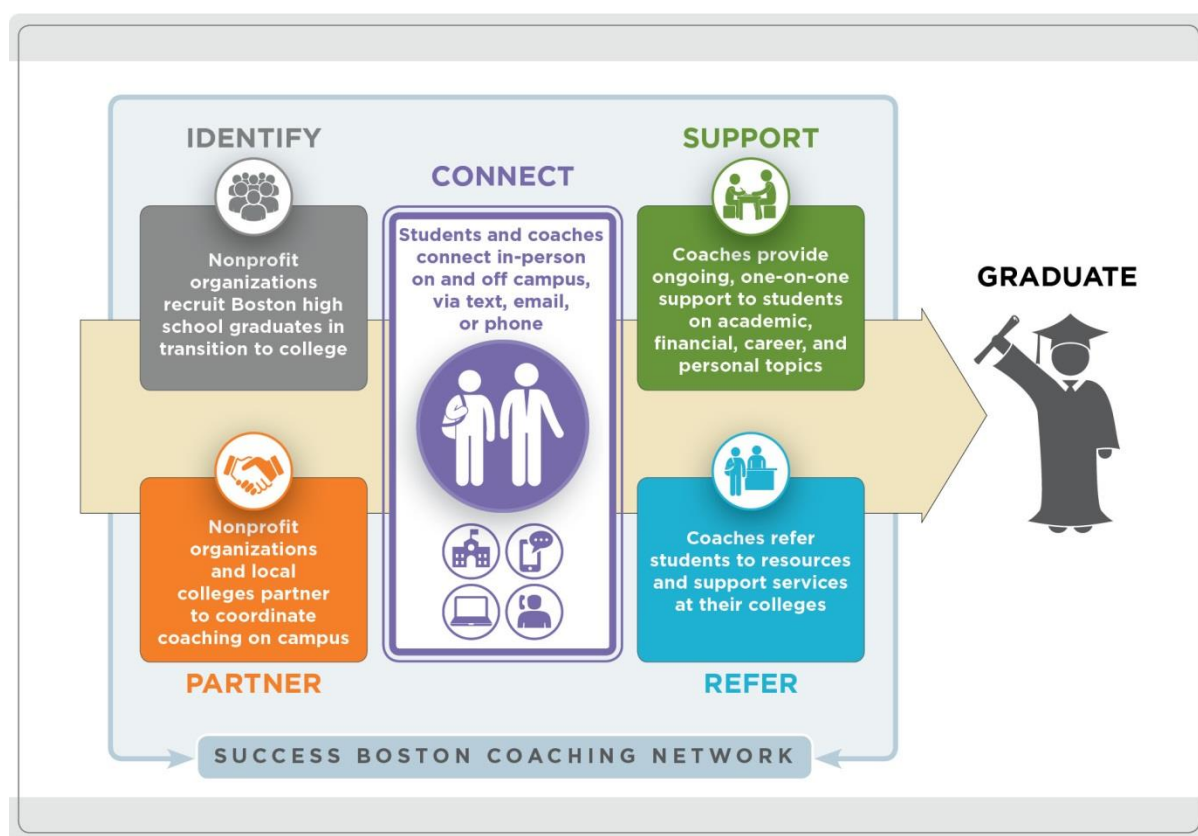 IDENTIFY
Nonprofit
organizations
recruit Boston high
school graduates in
transition to college
Nonprofit
organizations
and local
colleges partner
to coordinate
coaching on campus
PARTNER
CONNECT
Students and coaches
connect in-person
on and off campus,
via text, email,
or phone
SUPPORT
Coaches provide
ongoing, one-on-one
support to students
on academic,
financial, career, and
personal topics
Coaches refer
students to resources
and support services
at their colleges
REFER
GRADUATE
SUCCESS BOSTON COACHING NETWORK